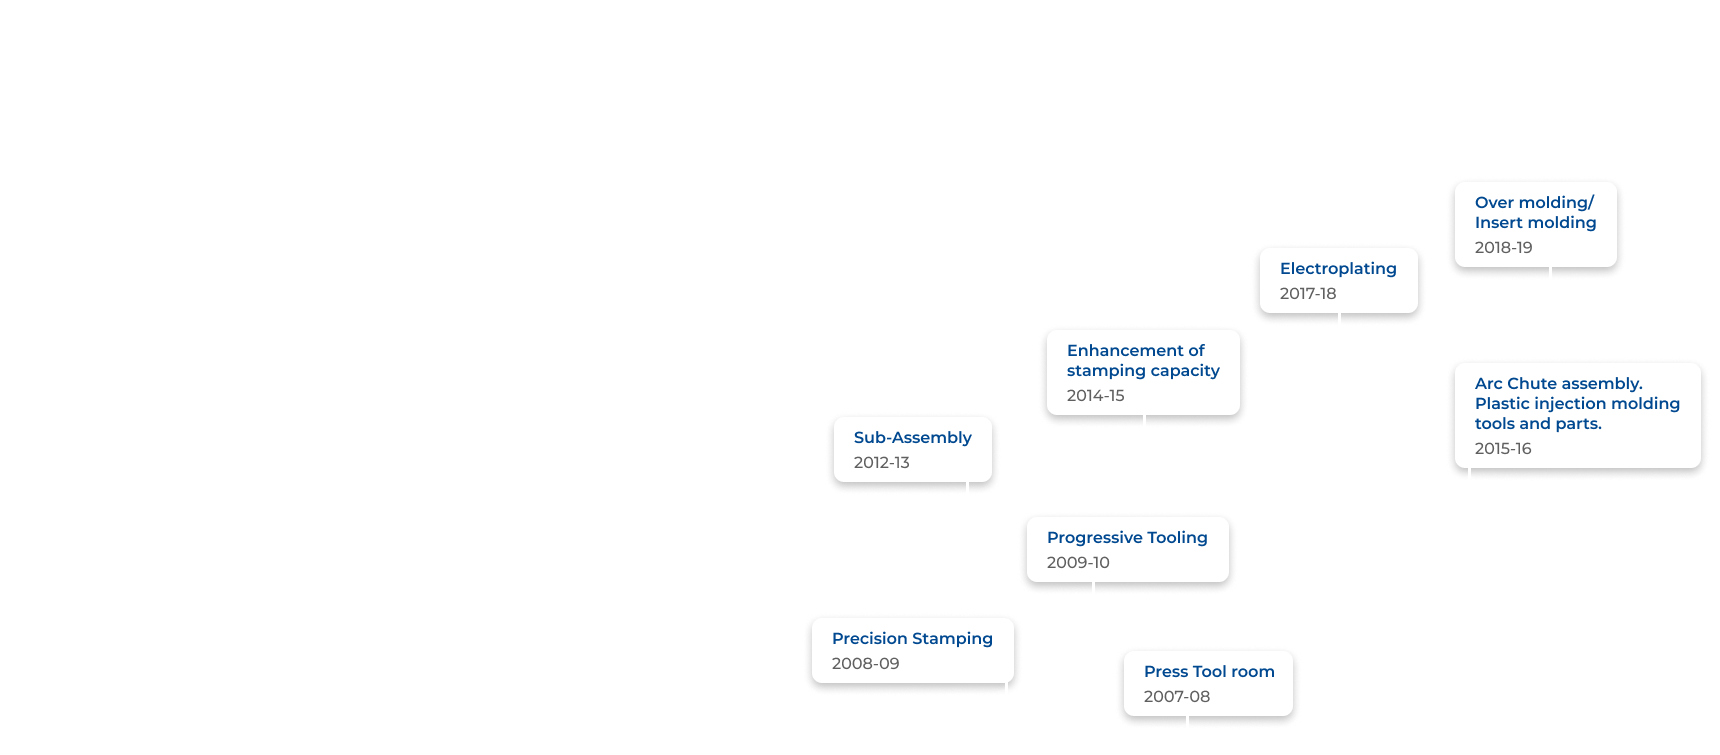 Over molding/
Insert molding
2018-19
Electroplating
2017-18
Enhancement of
stamping capacity
2014-15
Arc Chute assembly.
Plastic injection molding
tools and parts.
2015-16
Sub-Assembly
2012-13
Progressive Tooling
2009-10
Precision Stamping
2008-09
Press Tool room
2007-08